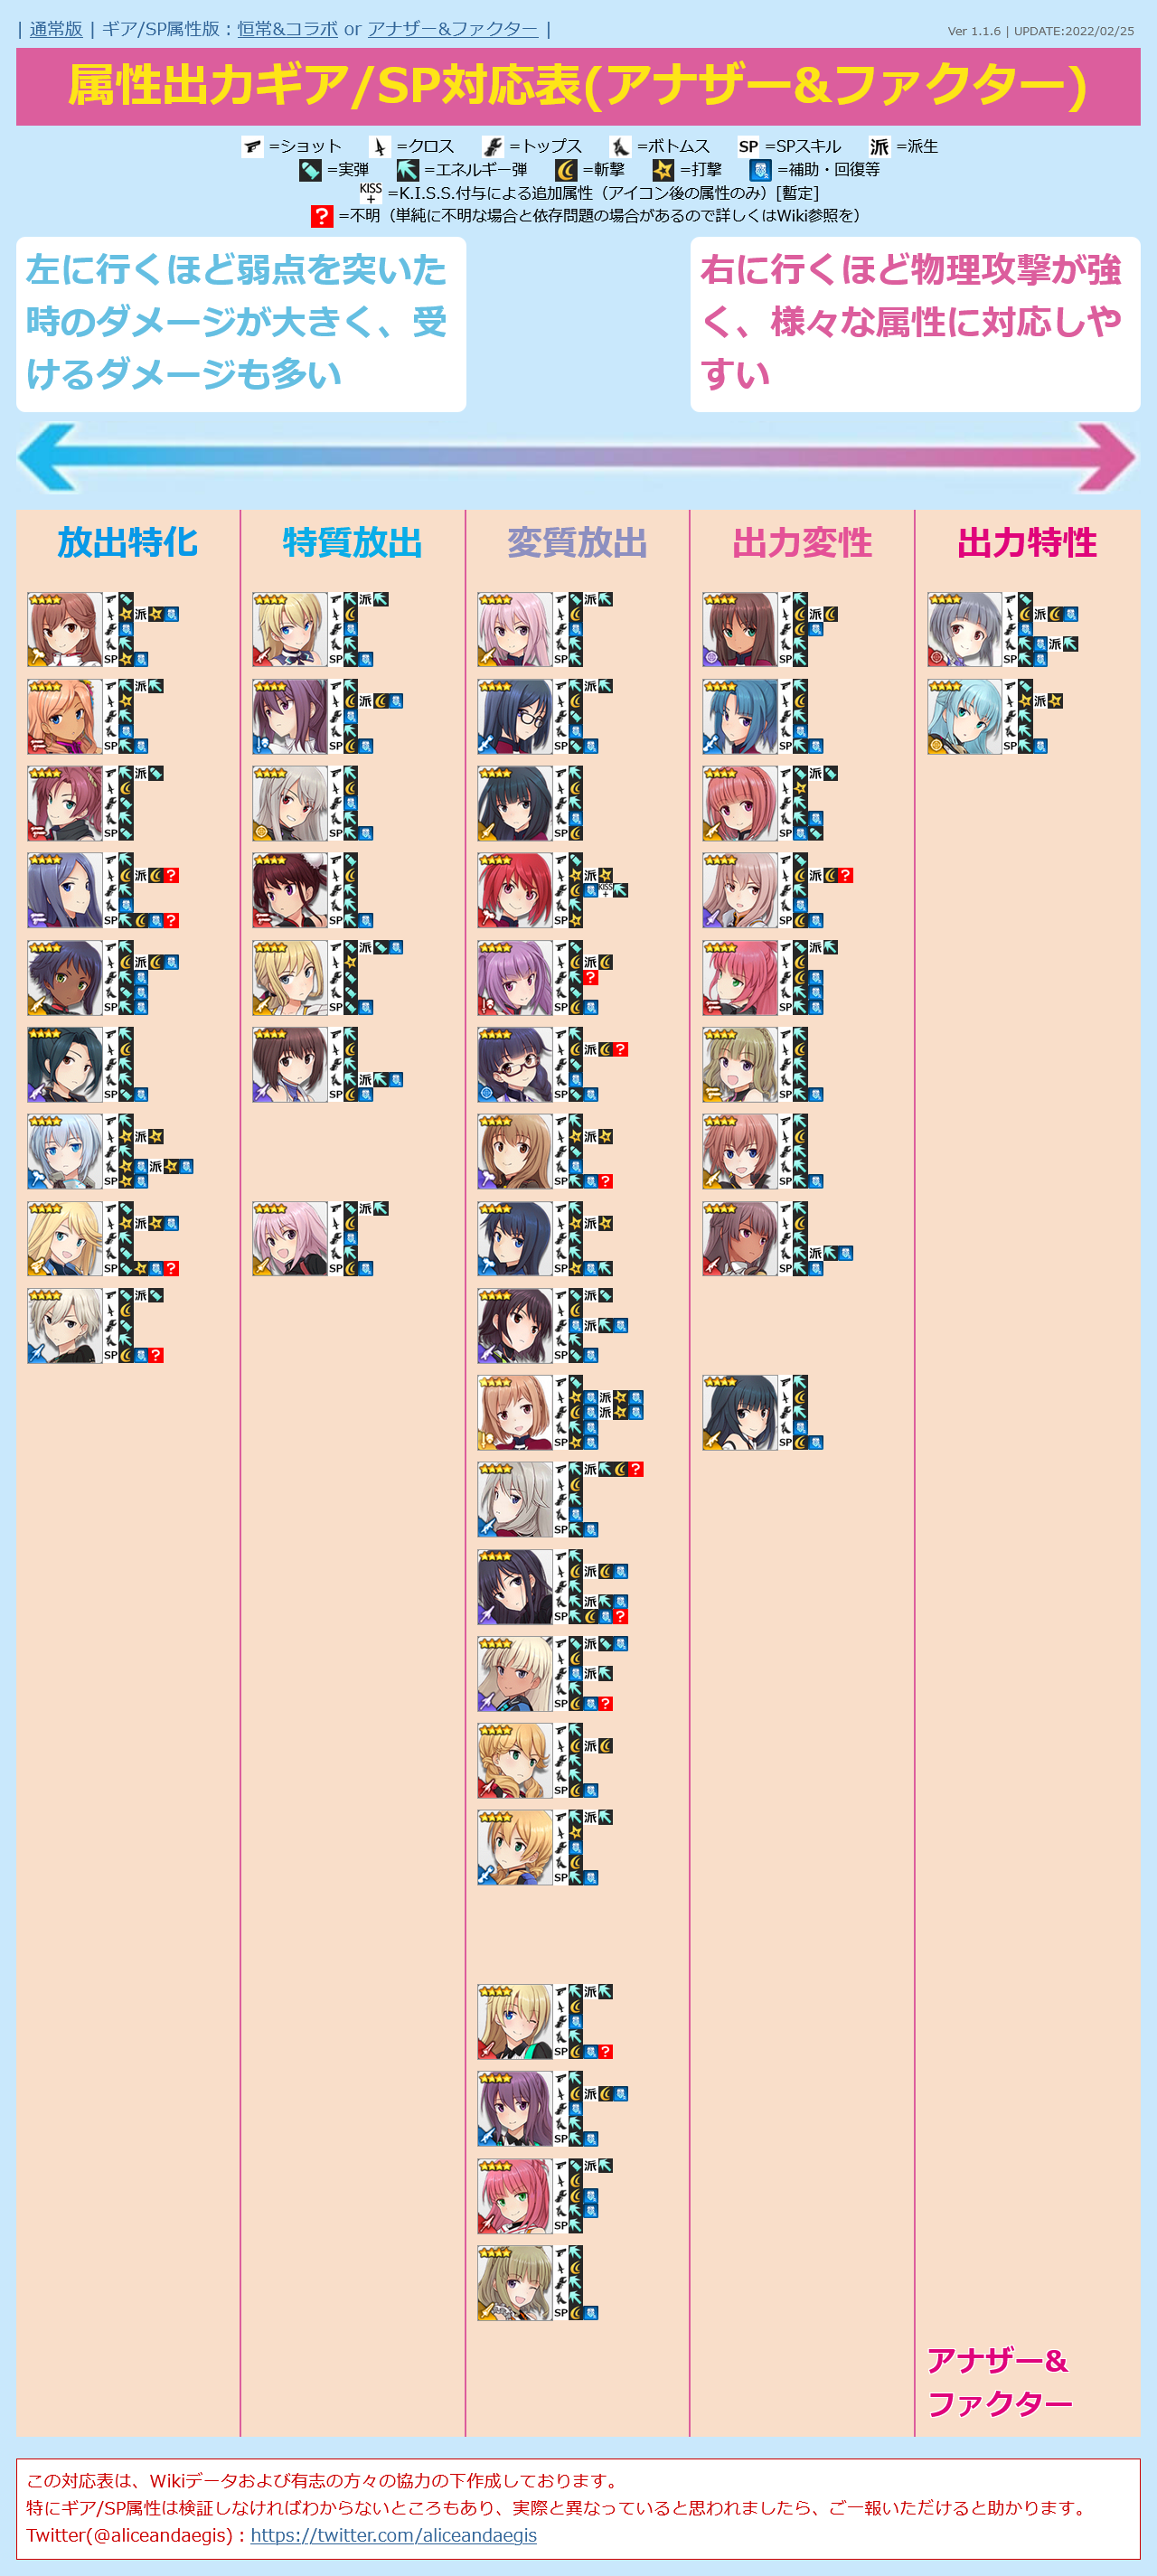 | 通常版 | ギア/SP属性版：恒常&コラボ or アナザー&ファクター |
Ver 1.1.6 | UPDATE:2022/02/25
属性出力ギア/SP対応表(アナザー&ファクター)
=ショット =クロス =トップス =ボトムス SP =SPスキル 派 =派生
=実弾 =エネルギー弾 =斬撃 =打撃 =補助・回復等
KISS + =K.I.S.S.付与による追加属性（アイコン後の属性のみ）[暫定]
? =不明（単純に不明な場合と依存問題の場合があるので詳しくはWiki参照を）
左に行くほど弱点を突いた
時のダメージが大きく、受
けるダメージも多い
右に行くほど物理攻撃が強
く、様々な属性に対応しや
すい
放出特化 特質放出 変質放出 出力変性 出力特性
アナザー&
ファクター
この対応表は、Wikiデータおよび有志の方々の協力の下作成しております。
特にギア/SP属性は検証しなければわからないところもあり、実際と異なっていると思われましたら、ご一報いただけると助かります。
Twitter(@aliceandaegis)：https://twitter.com/aliceandaegis